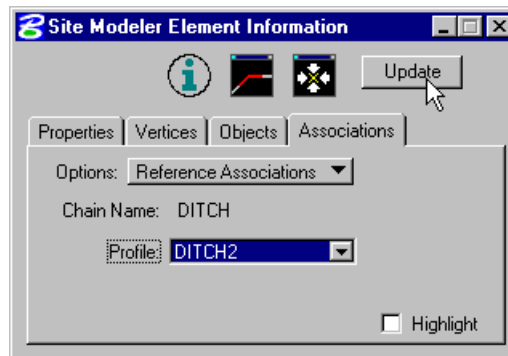 Site Modeler Element Information
Update
Properties Vertices Objects Associations
Options: Reference Associations
Chain Name: DITCH
Profile: DITCH2
Highlight